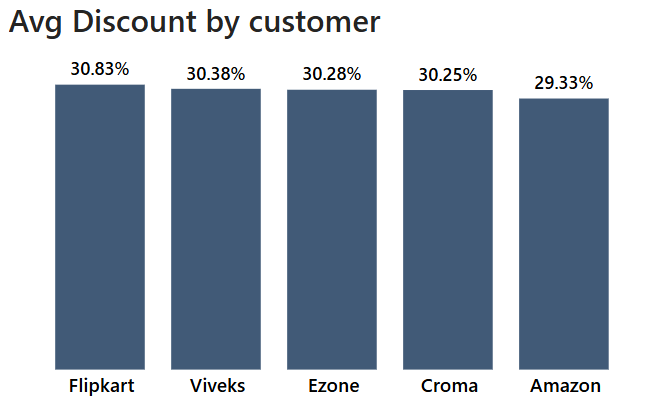 Avg Discount by customer
30.83%
30.38%
30.28%
30.25%
29.33%
Flipkart
Viveks
Ezone
Croma
Amazon